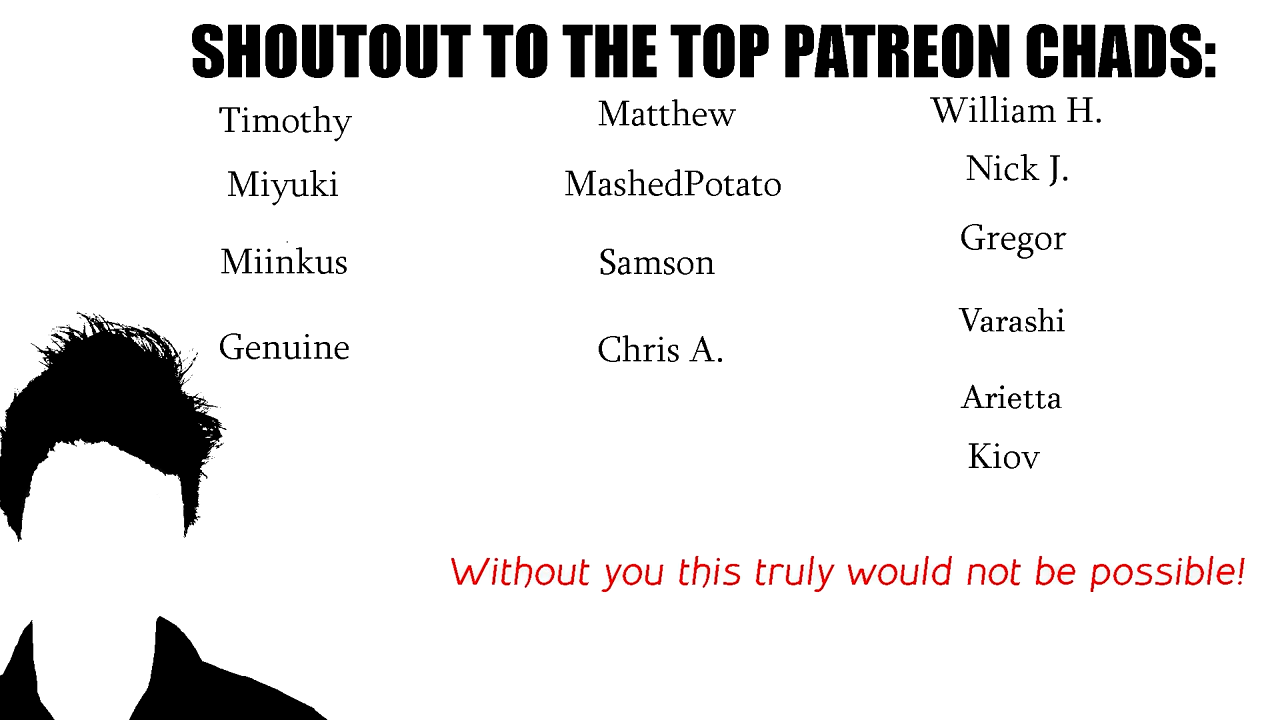 SHOUTOUT TO THE TOP PATREON CHADS:
Timothy
Miyuki
Miinkus
Genuine
Matthew
MashedPotato
Samson
Chris A.
William H.
Nick J.
Gregor
Varashi
Arietta
Kiov
Without you this truly would not be possible!